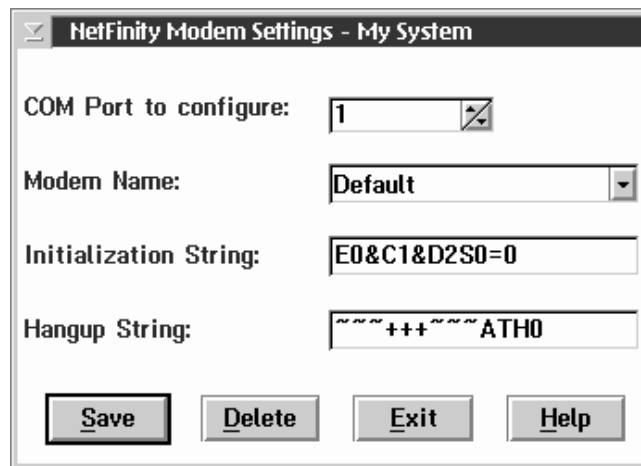 NetFinity Modem Settings - My System
COM Port to configure: 1
Modem Name: Default
Initialization String: E0&C1&D2S0=0
Hangup String: ~~~+++~~~ATH0
Save Delete Exit Help